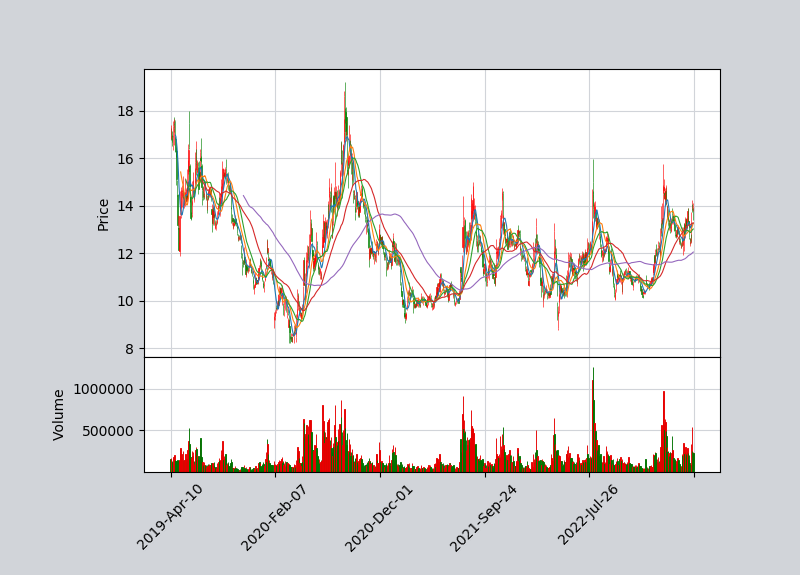 18
16
14
12
10
8
Price
1000000
500000
Volume
2019-Apr-10
2020-Feb-07
2020-Dec-01
2021-Sep-24
2022-Jul-26